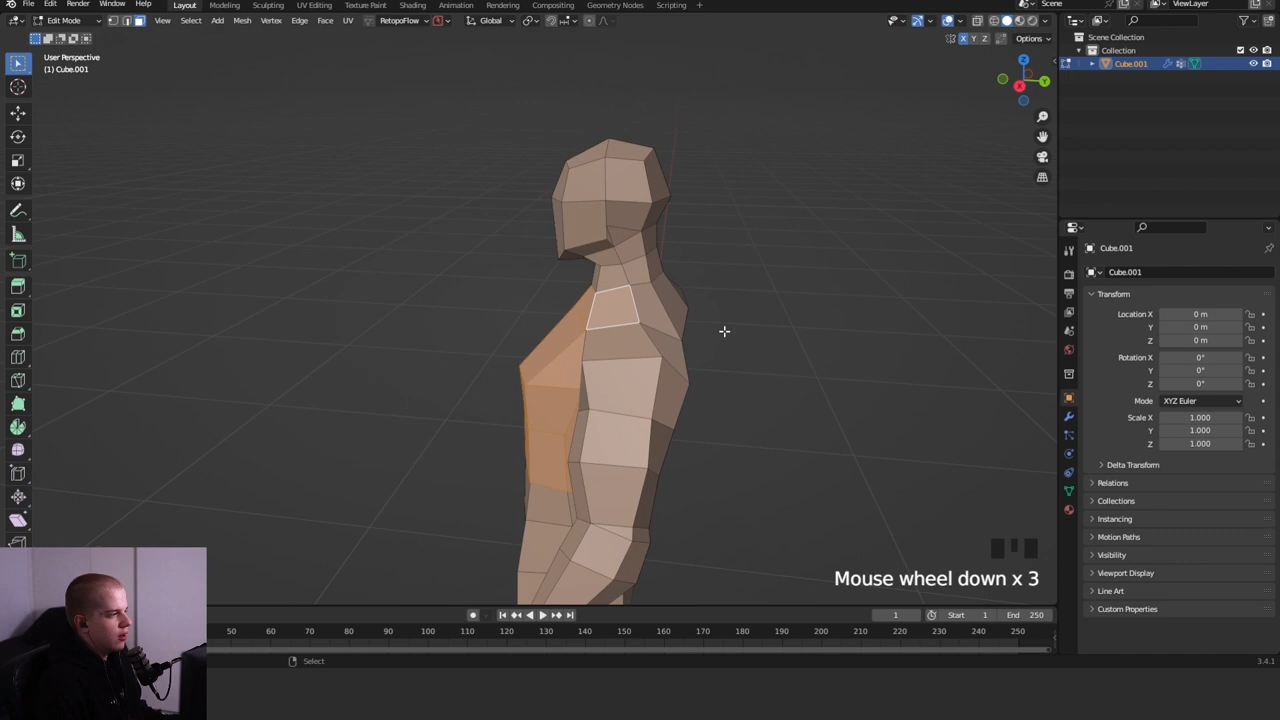 File Edit Render Window Help Layout Modeling Sculpting UV Editing Texture Paint Shading Animation Rendering Compositing Geometry Nodes Scripting + Scene ViewLayer
Edit Mode View Select Add Mesh Vertex Edge Face UV RetopoFlow Global
X Y Z Options
User Perspective
(1) Cube.001
Z
Y
X
Scene Collection
Collection
Cube.001
Cube.001
Cube.001
Transform
Location X 0 m
Y 0 m
Z 0 m
Rotation X 0°
Y 0°
Z 0°
Mode XYZ Euler
Scale X 1.000
Y 1.000
Z 1.000
Delta Transform
Relations
Collections
Instancing
Motion Paths
Visibility
Viewport Display
Line Art
Custom Properties
Mouse wheel down x 3
1 Start 1 End 250
50 60 70 80 90 100 110 120 130 140 150 160 170 180 190 200 210 220 230 240 250
Select
3.4.1